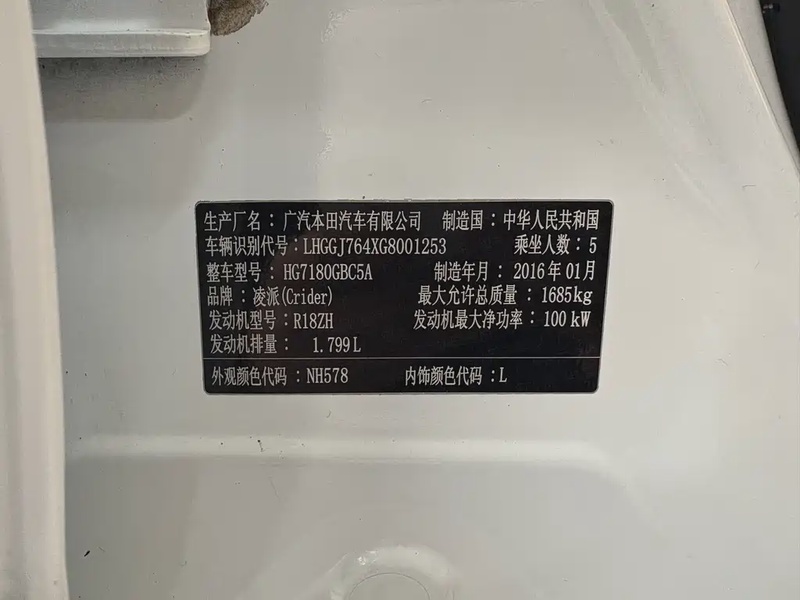 生产厂名：广汽本田汽车有限公司 制造国：中华人民共和国
车辆识别代号：LHGGJ764XG8001253 乘坐人数：5
整车型号：HG7180GBC5A 制造年月：2016年01月
品牌：凌派(Crider) 最大允许总质量：1685kg
发动机型号：R18ZH 发动机最大净功率：100kW
发动机排量：1.799L
外观颜色代码：NH578 内饰颜色代码：L